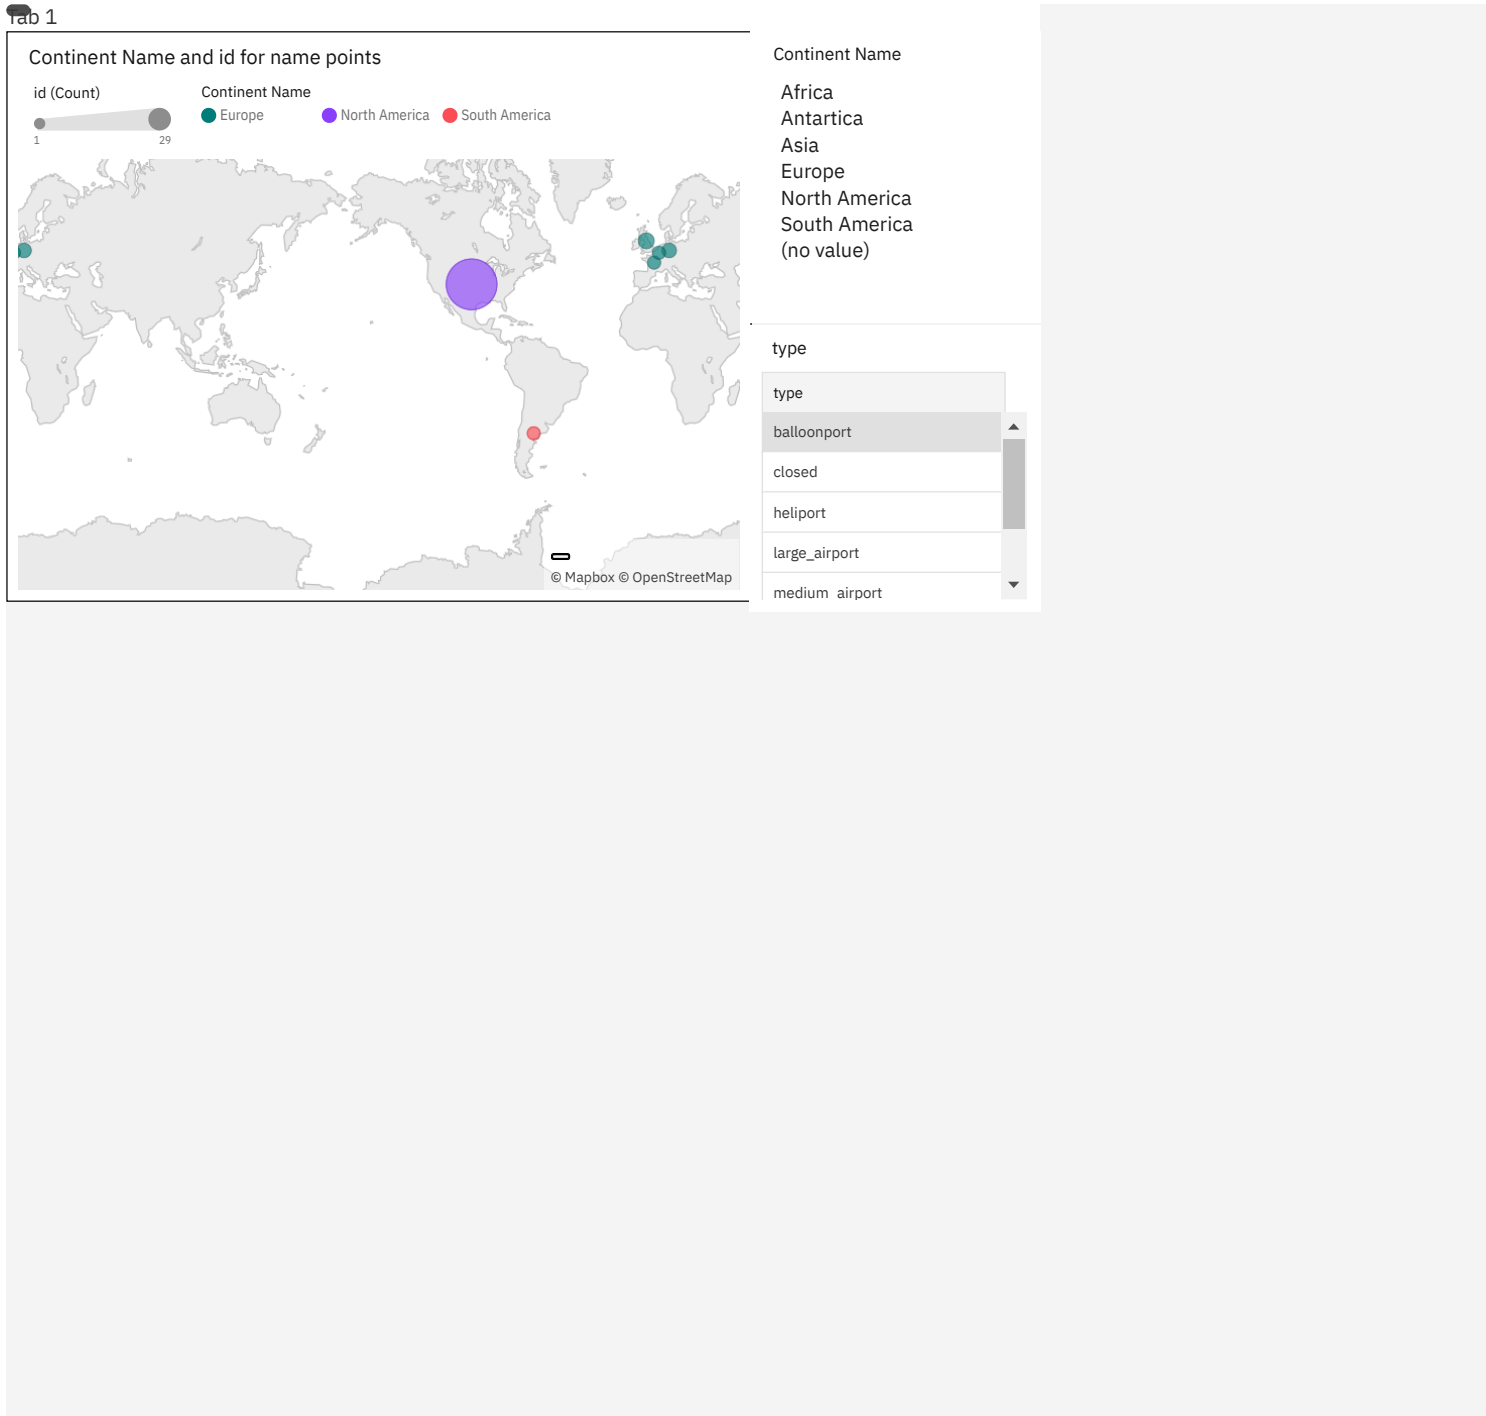 Tab 1
Continent Name and id for name points
id (Count)
1 29
Continent Name
Europe North America South America
© Mapbox © OpenStreetMap
Continent Name
Africa
Antartica
Asia
Europe
North America
South America
(no value)
type
type
balloonport
closed
heliport
large_airport
medium_airport